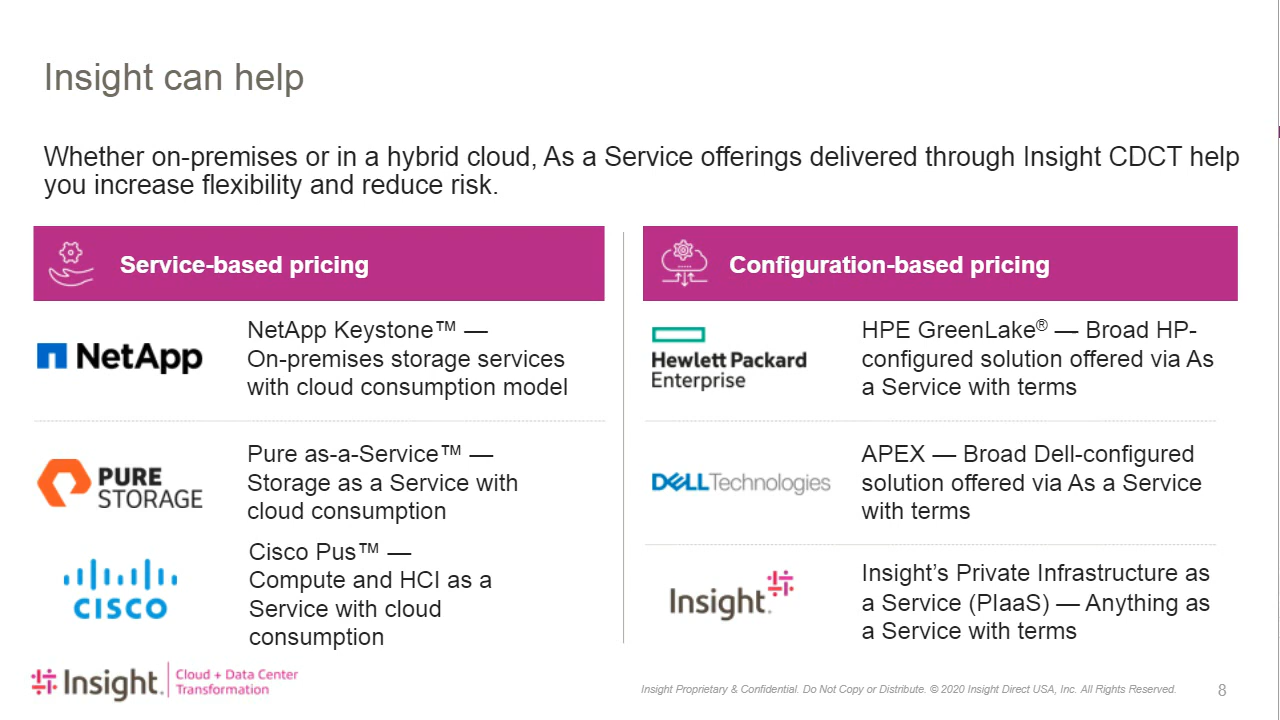 Insight can help
Whether on-premises or in a hybrid cloud, As a Service offerings delivered through Insight CDCT help
you increase flexibility and reduce risk.
Service-based pricing
NetApp
NetApp Keystone™ —
On-premises storage services
with cloud consumption model
PURE
STORAGE
Pure as-a-Service™ —
Storage as a Service with
cloud consumption
CISCO
Cisco Pus™ —
Compute and HCI as a
Service with cloud
consumption
Configuration-based pricing
Hewlett Packard
Enterprise
HPE GreenLake® — Broad HP-
configured solution offered via As
a Service with terms
DELL Technologies
APEX — Broad Dell-configured
solution offered via As a Service
with terms
Insight.
Insight’s Private Infrastructure as
a Service (PIaaS) — Anything as
a Service with terms
Insight.
Cloud + Data Center
Transformation
Insight Proprietary & Confidential. Do Not Copy or Distribute. © 2020 Insight Direct USA, Inc. All Rights Reserved.
8